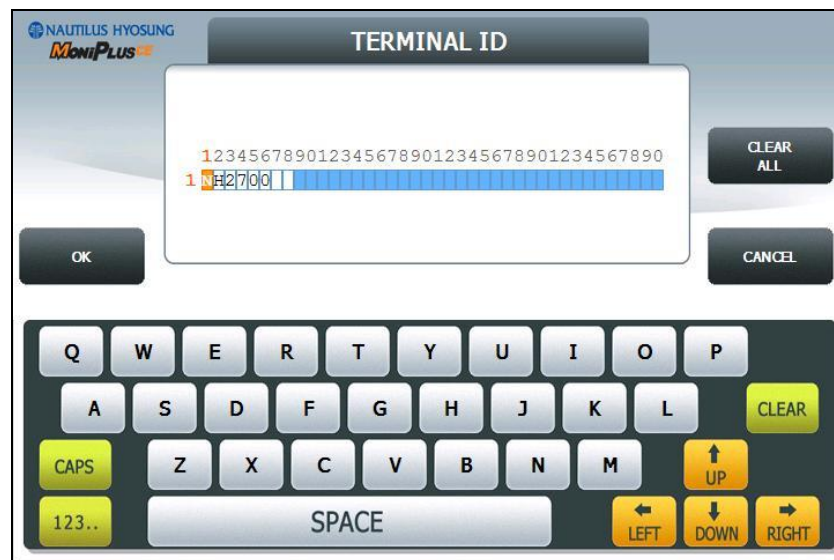 NAUTILUS HYOSUNG
MoniPlusCE
TERMINAL ID
1234567890123456789012345678901234567890
1 NH2700
CLEAR
ALL
OK
CANCEL
Q W E R T Y U I O P
A S D F G H J K L CLEAR
CAPS Z X C V B N M UP
123.. SPACE LEFT DOWN RIGHT